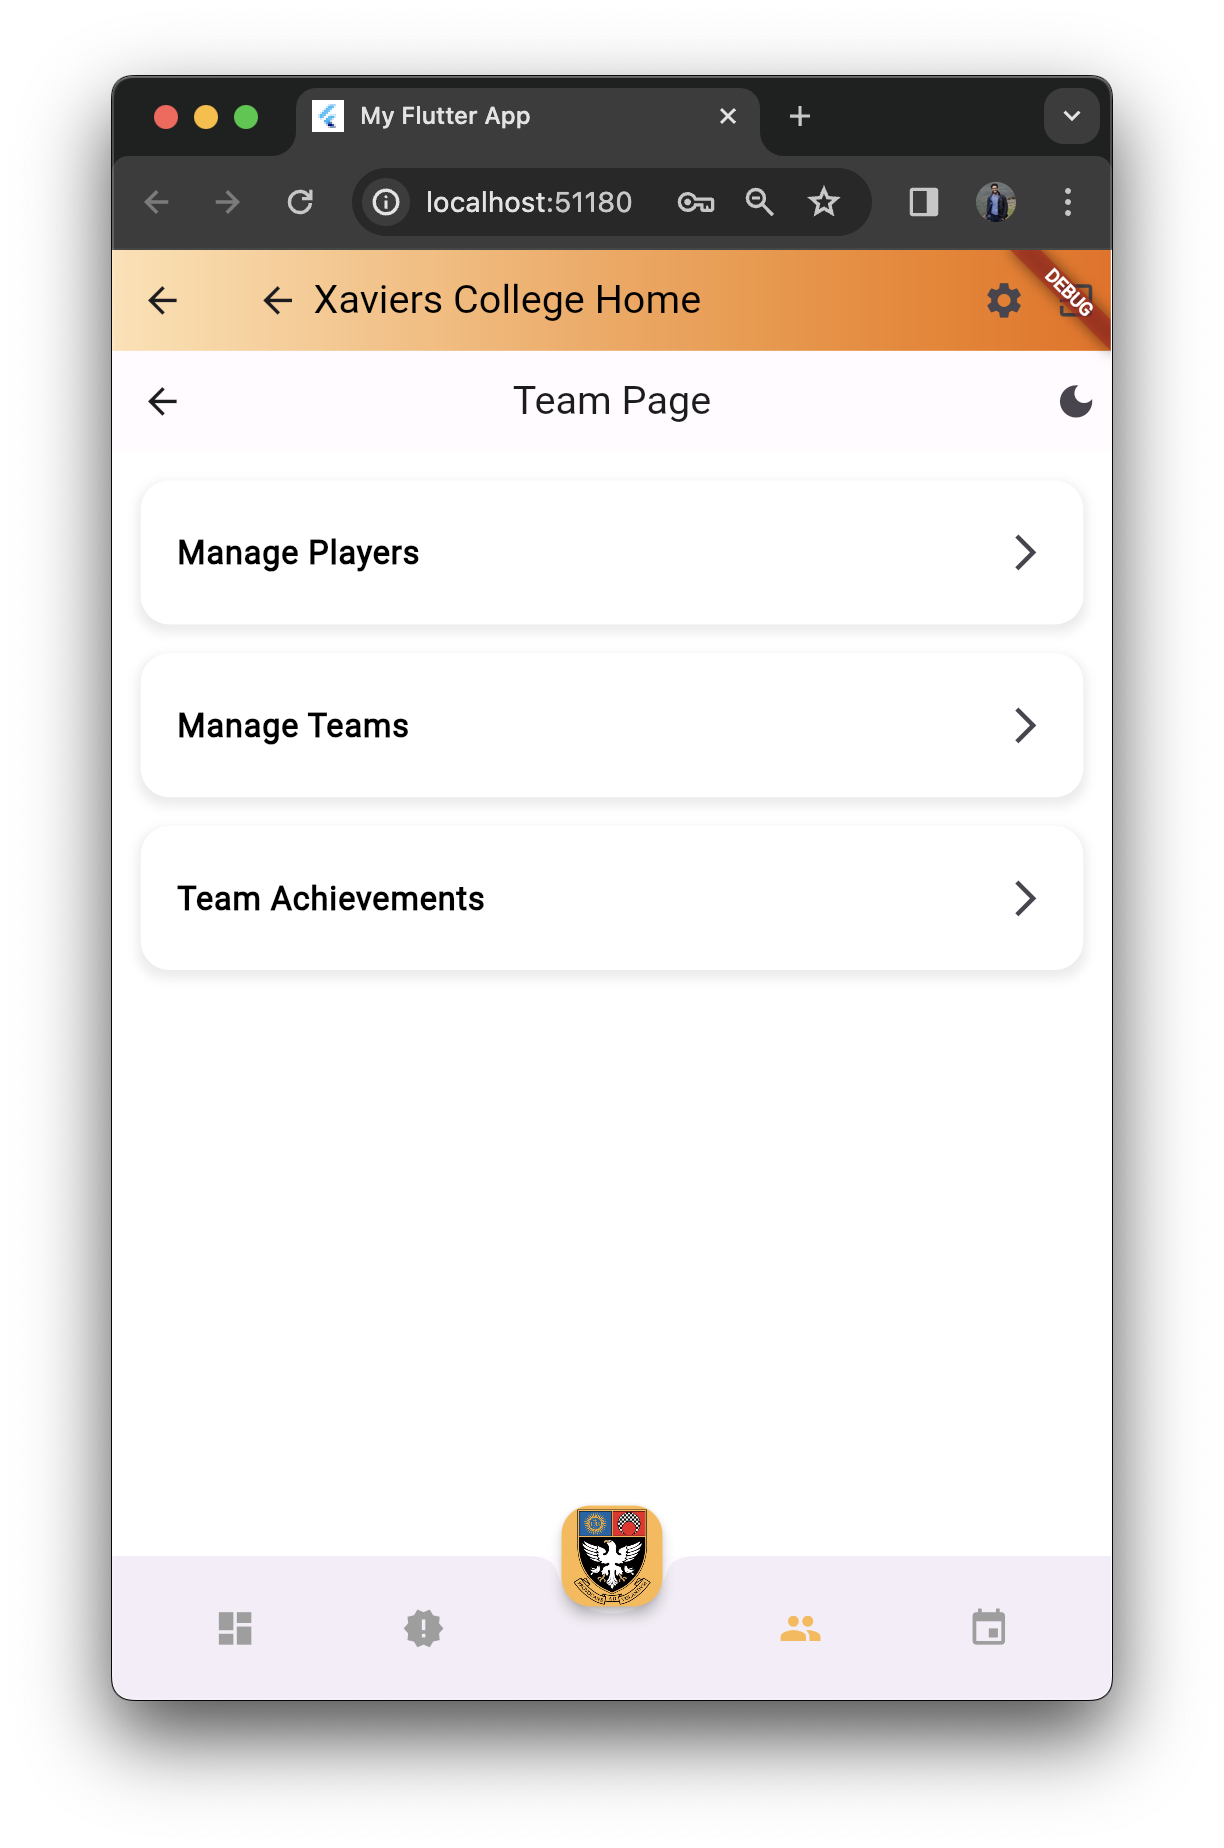 My Flutter App
localhost:51180
Xaviers College Home
DEBUG
Team Page
Manage Players
Manage Teams
Team Achievements